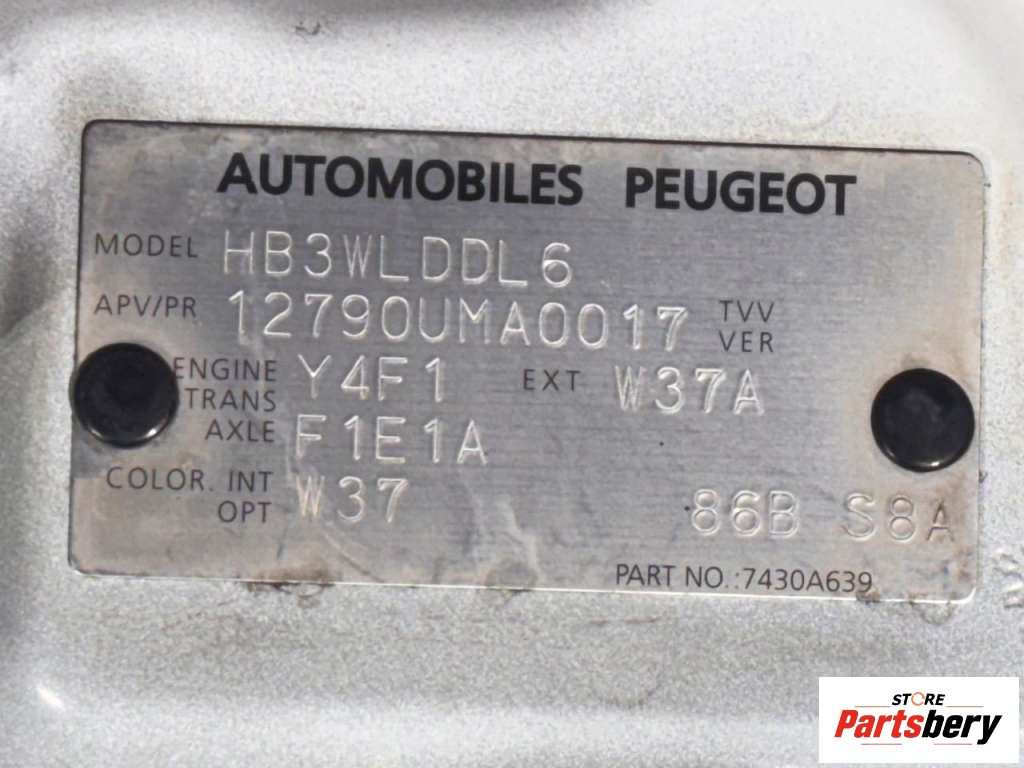 AUTOMOBILES PEUGEOT
MODEL HB3WLDDL6
APV/PR 12790UMA0017 TVV VER
ENGINE Y4F1 EXT W37A
TRANS
AXLE F1E1A
COLOR. INT W37
OPT 86B S8A
PART NO.:7430A639
STORE
Partsbery